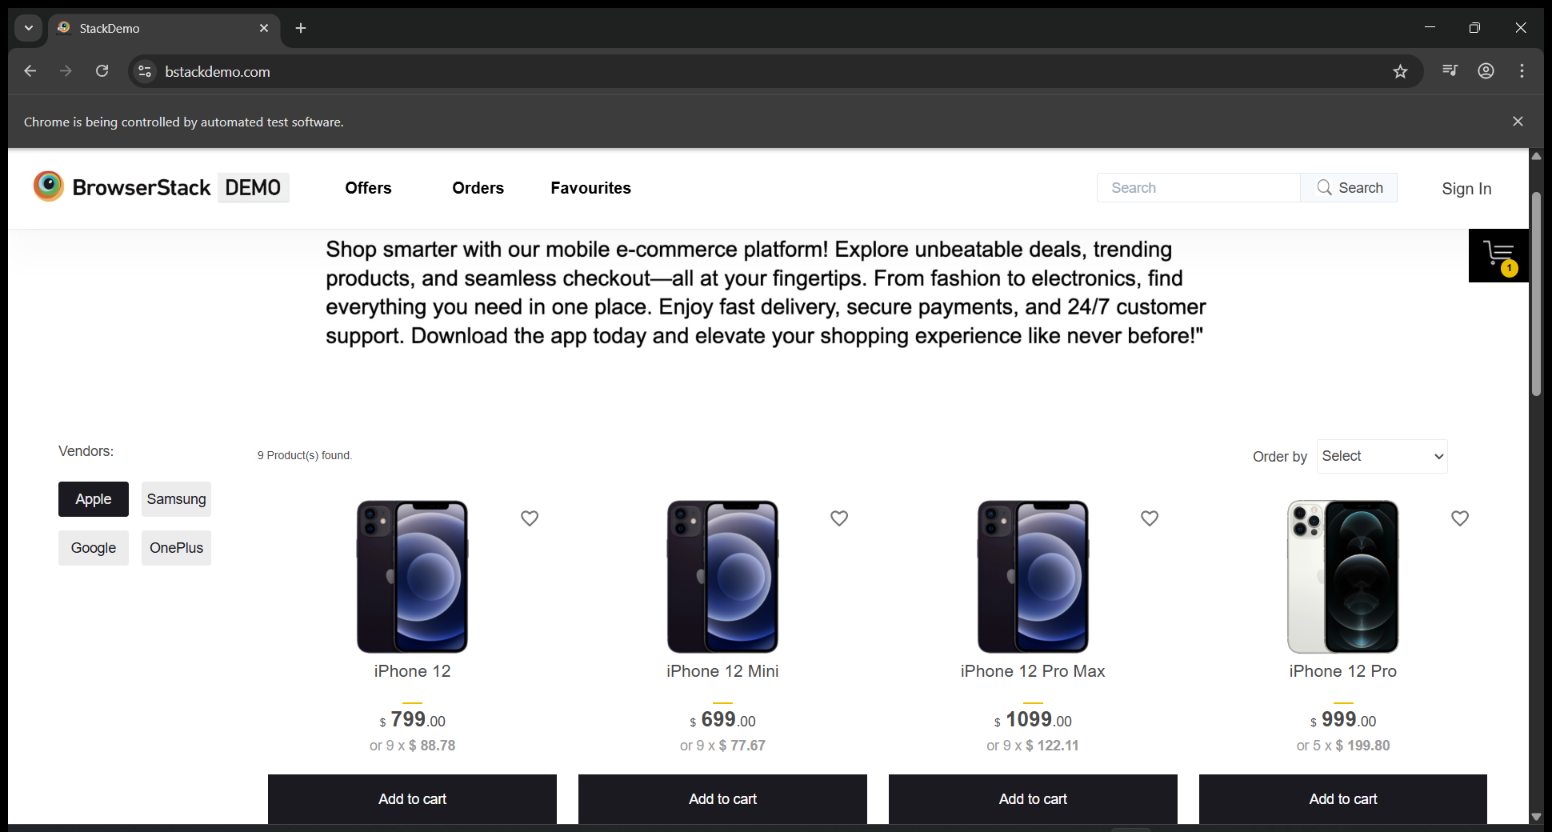 StackDemo
bstackdemo.com
Chrome is being controlled by automated test software.
BrowserStack DEMO Offers Orders Favourites Search Search Sign In
1
Shop smarter with our mobile e-commerce platform! Explore unbeatable deals, trending
products, and seamless checkout—all at your fingertips. From fashion to electronics, find
everything you need in one place. Enjoy fast delivery, secure payments, and 24/7 customer
support. Download the app today and elevate your shopping experience like never before!"
Vendors:
Apple Samsung
Google OnePlus
9 Product(s) found.
Order by Select
iPhone 12
$ 799.00
or 9 x $ 88.78
Add to cart
iPhone 12 Mini
$ 699.00
or 9 x $ 77.67
Add to cart
iPhone 12 Pro Max
$ 1099.00
or 9 x $ 122.11
Add to cart
iPhone 12 Pro
$ 999.00
or 5 x $ 199.80
Add to cart